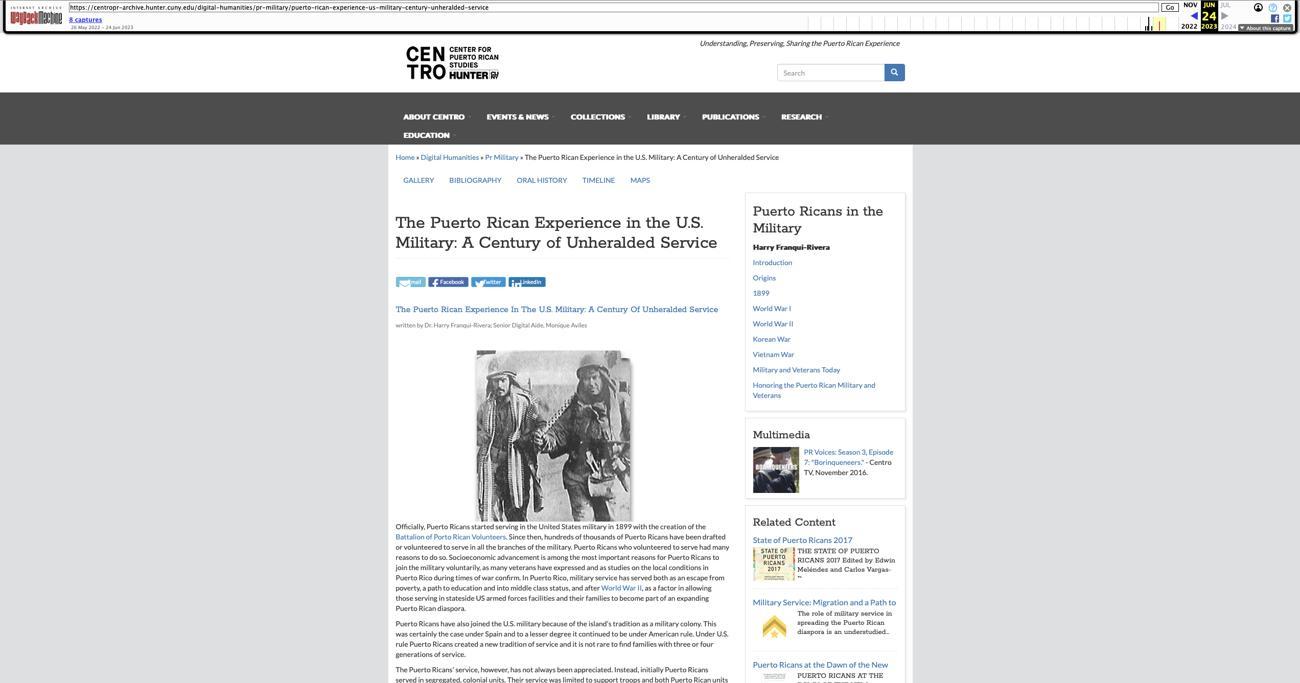 INTERNET ARCHIVE
WayBackMachine
https://centropr-archive.hunter.cuny.edu/digital-humanities/pr-military/puerto-rican-experience-us-military-century-unheralded-service
Go
NOV JUN JUL
8 captures
24
26 May 2022 - 24 Jun 2023
2022 2023 2024
About this capture
CENTRO
CENTER FOR
PUERTO RICAN
STUDIES
HUNTER
Understanding, Preserving, Sharing the Puerto Rican Experience
Search
ABOUT CENTRO EVENTS & NEWS COLLECTIONS LIBRARY PUBLICATIONS RESEARCH
EDUCATION
Home » Digital Humanities » Pr Military » The Puerto Rican Experience in the U.S. Military: A Century of Unheralded Service
GALLERY BIBLIOGRAPHY ORAL HISTORY TIMELINE MAPS
The Puerto Rican Experience in the U.S.
Military: A Century of Unheralded Service
Facebook Twitter LinkedIn
The Puerto Rican Experience In The U.S. Military: A Century Of Unheralded Service
written by Dr. Harry Franqui-Rivera; Senior Digital Aide, Monique Aviles
Officially, Puerto Ricans started serving in the United States military in 1899 with the creation of the
Battalion of Porto Rican Volunteers. Since then, hundreds of thousands of Puerto Ricans have been drafted
or volunteered to serve in all the branches of the military. Puerto Ricans who volunteered to serve had many
reasons to do so. Socioeconomic advancement is among the most important reasons for Puerto Ricans to
join the military voluntarily, as many veterans have expressed and as studies on the local conditions in
Puerto Rico during times of war confirm. In Puerto Rico, military service has served both as an escape from
poverty, a path to education and into middle class status, and after World War II, as a factor in allowing
those serving in stateside US armed forces facilities and their families to become part of an expanding
Puerto Rican diaspora.
Puerto Ricans have also joined the U.S. military because of the island's tradition as a military colony. This
was certainly the case under Spain and to a lesser degree it continued to be under American rule. Under U.S.
rule Puerto Ricans created a new tradition of service and it is not rare to find families with three or four
generations of service.
The Puerto Ricans' service, however, has not always been appreciated. Instead, initially Puerto Ricans
served in segregated, colonial units. Their service was limited to support troops and both Puerto Rican units
Puerto Ricans in the
Military
Harry Franqui-Rivera
Introduction
Origins
1899
World War I
World War II
Korean War
Vietnam War
Military and Veterans Today
Honoring the Puerto Rican Military and
Veterans
Multimedia
BORINQUENEERS
PR Voices: Season 3, Episode
7: "Borinqueneers." - Centro
TV, November 2016.
Related Content
State of Puerto Ricans 2017
STATE OF
PUERTO
RICANS
2017
THE STATE OF PUERTO
RICANS 2017 Edited by Edwin
Meléndez and Carlos Vargas-
Military Service: Migration and a Path to
The role of military service in
spreading the Puerto Rican
diaspora is an understudied...
Puerto Ricans at the Dawn of the New
PUERTO RICANS AT THE